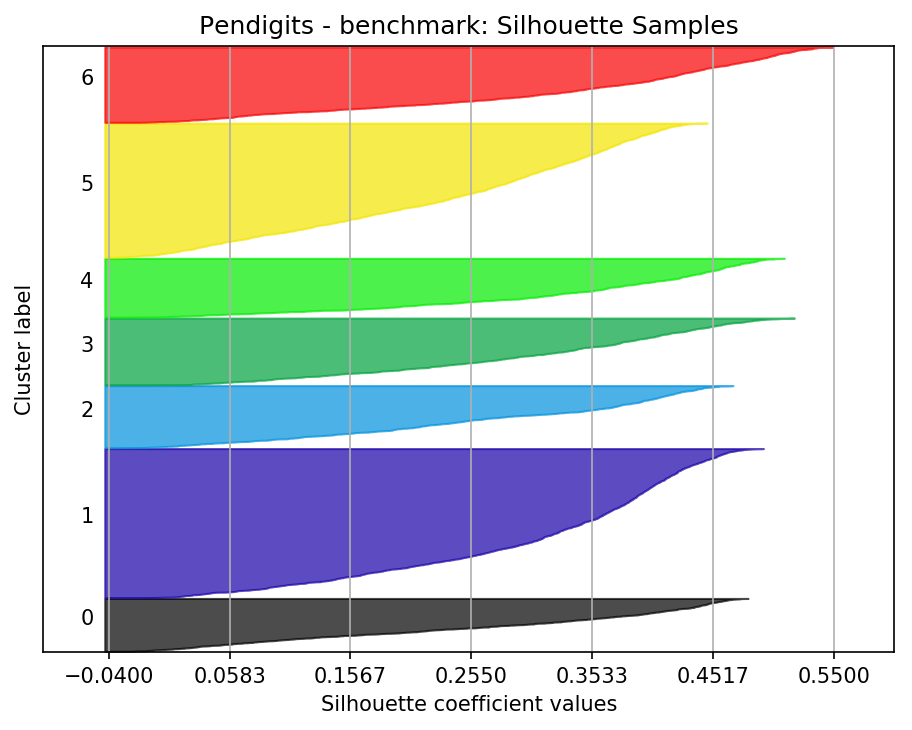 Pendigits - benchmark: Silhouette Samples
6
5
4
3
2
1
0
Cluster label
−0.0400 0.0583 0.1567 0.2550 0.3533 0.4517 0.5500
Silhouette coefficient values